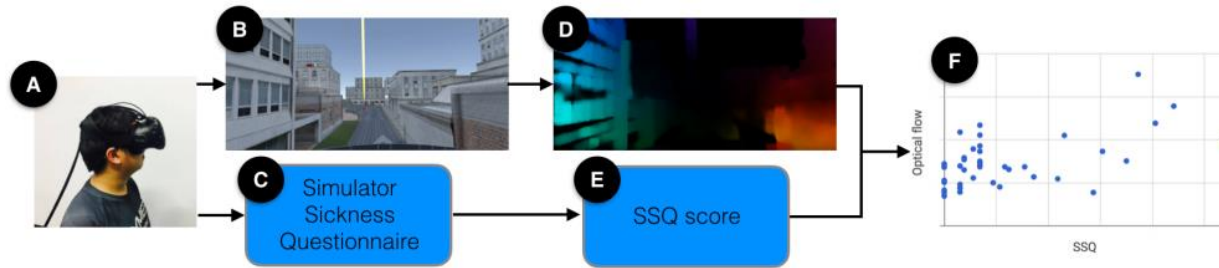 A
B
C
Simulator
Sickness
Questionnaire
D
E
SSQ score
F
Optical flow
SSQ